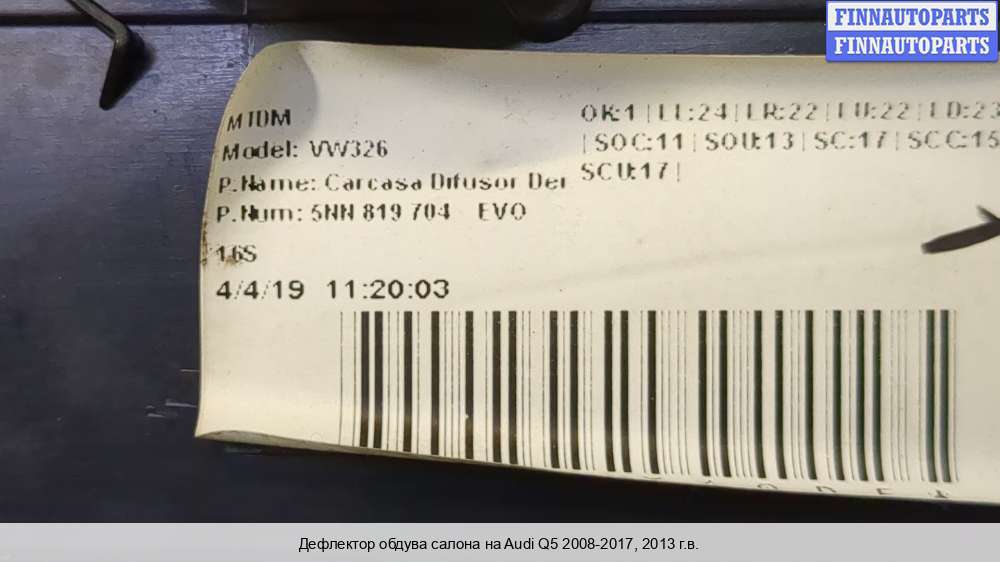 FINNAUTOPARTS
FINNAUTOPARTS
MTDM
Model: VW326
P.Name: Carcasa Difusor Der
P.Num: 5NN 819 704 EVO
16S
4/4/19 11:20:03
OK:1 | LL:24 | LR:22 | LU:22 | LD:23
| SOC:11 | SOU:13 | SC:17 | SCC:15
SCU:17 |
Дефлектор обдува салона на Audi Q5 2008-2017, 2013 г.в.